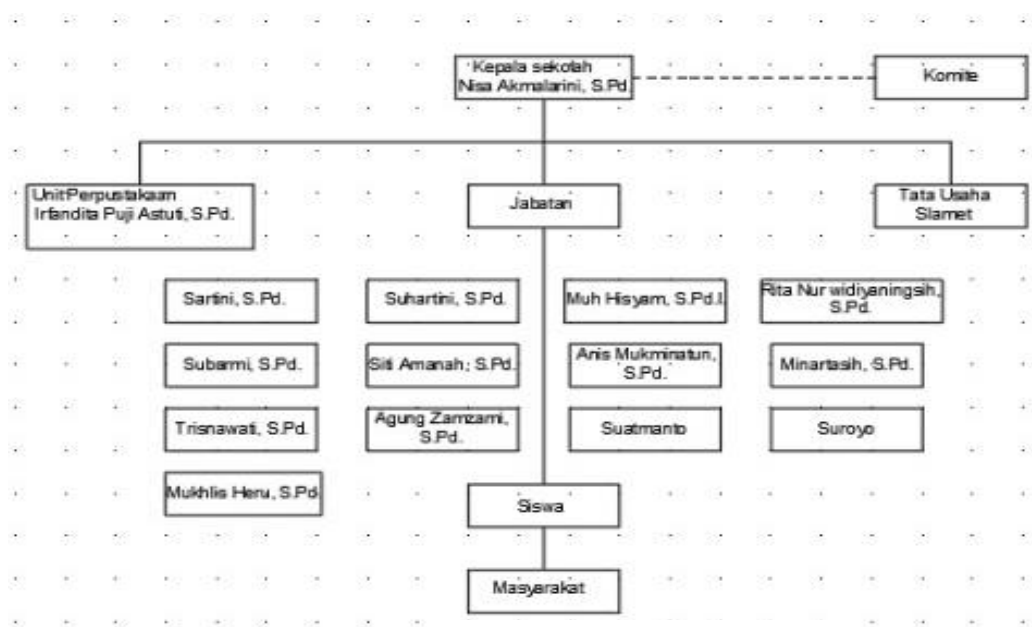 Kepala sekolah
Nisa Akmalarini, S.Pd.
Komite
Unit Perpustakaan
Irfandita Puji Astuti, S.Pd.
Jabatan
Tata Usaha
Slamet
Sartini, S.Pd.
Suhartini, S.Pd.
Muh Hisyam, S.Pd.I.
Rita Nur widiyaningsih,
S.Pd.
Subarmi, S.Pd.
Siti Amanah, S.Pd.
Anis Mukminatun,
S.Pd.
Minartasih, S.Pd.
Trisnawati, S.Pd.
Agung Zamzami,
S.Pd.
Suatmanto
Suroyo
Mukhlis Heru, S.Pd.
Siswa
Masyarakat